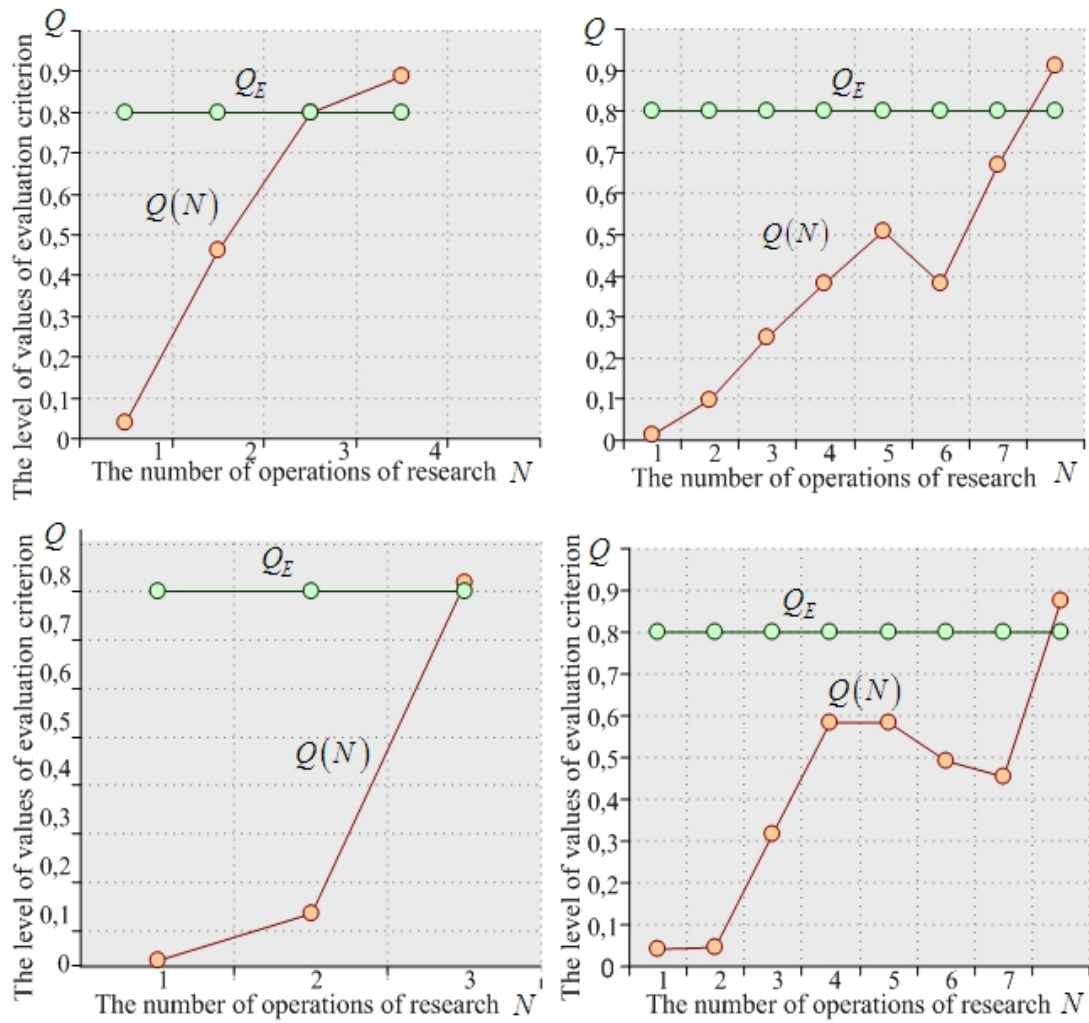 Q
0,9
0,8
0,7
0,6
0,5
0,4
0,3
0,2
0,1
0
The level of values of evaluation criterion
Q_E
Q(N)
1 2 3 4
The number of operations of research N
Q
0,9
0,8
0,7
0,6
0,5
0,4
0,3
0,2
0,1
0
Q_E
Q(N)
1 2 3 4 5 6 7
The number of operations of research N
Q
0,8
0,7
0,6
0,5
0,4
0,3
0,2
0,1
0
The level of values of evaluation criterion
Q_E
Q(N)
1 2 3
The number of operations of research N
Q
0,9
0,8
0,7
0,6
0,5
0,4
0,3
0,2
0,1
0
The level of values of evaluation criterion
Q_E
Q(N)
1 2 3 4 5 6 7
The number of operations of research N